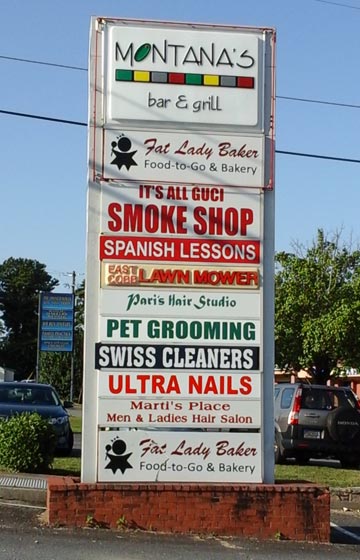 MONTANA'S
bar & grill
Fat Lady Baker
Food-to-Go & Bakery
IT'S ALL GUCI
SMOKE SHOP
SPANISH LESSONS
EAST COBB LAWN MOWER
Pari's Hair Studio
PET GROOMING
SWISS CLEANERS
ULTRA NAILS
Marti's Place
Men & Ladies Hair Salon
Fat Lady Baker
Food-to-Go & Bakery
HONDA